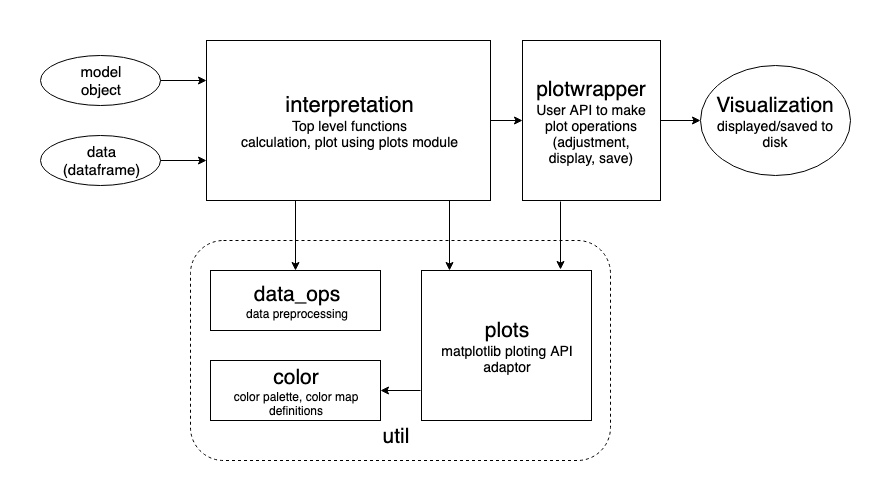 model
object
data
(dataframe)
interpretation
Top level functions
calculation, plot using plots module
plotwrapper
User API to make
plot operations
(adjustment,
display, save)
Visualization
displayed/saved to
disk
data_ops
data preprocessing
color
color palette, color map
definitions
plots
matplotlib ploting API
adaptor
util